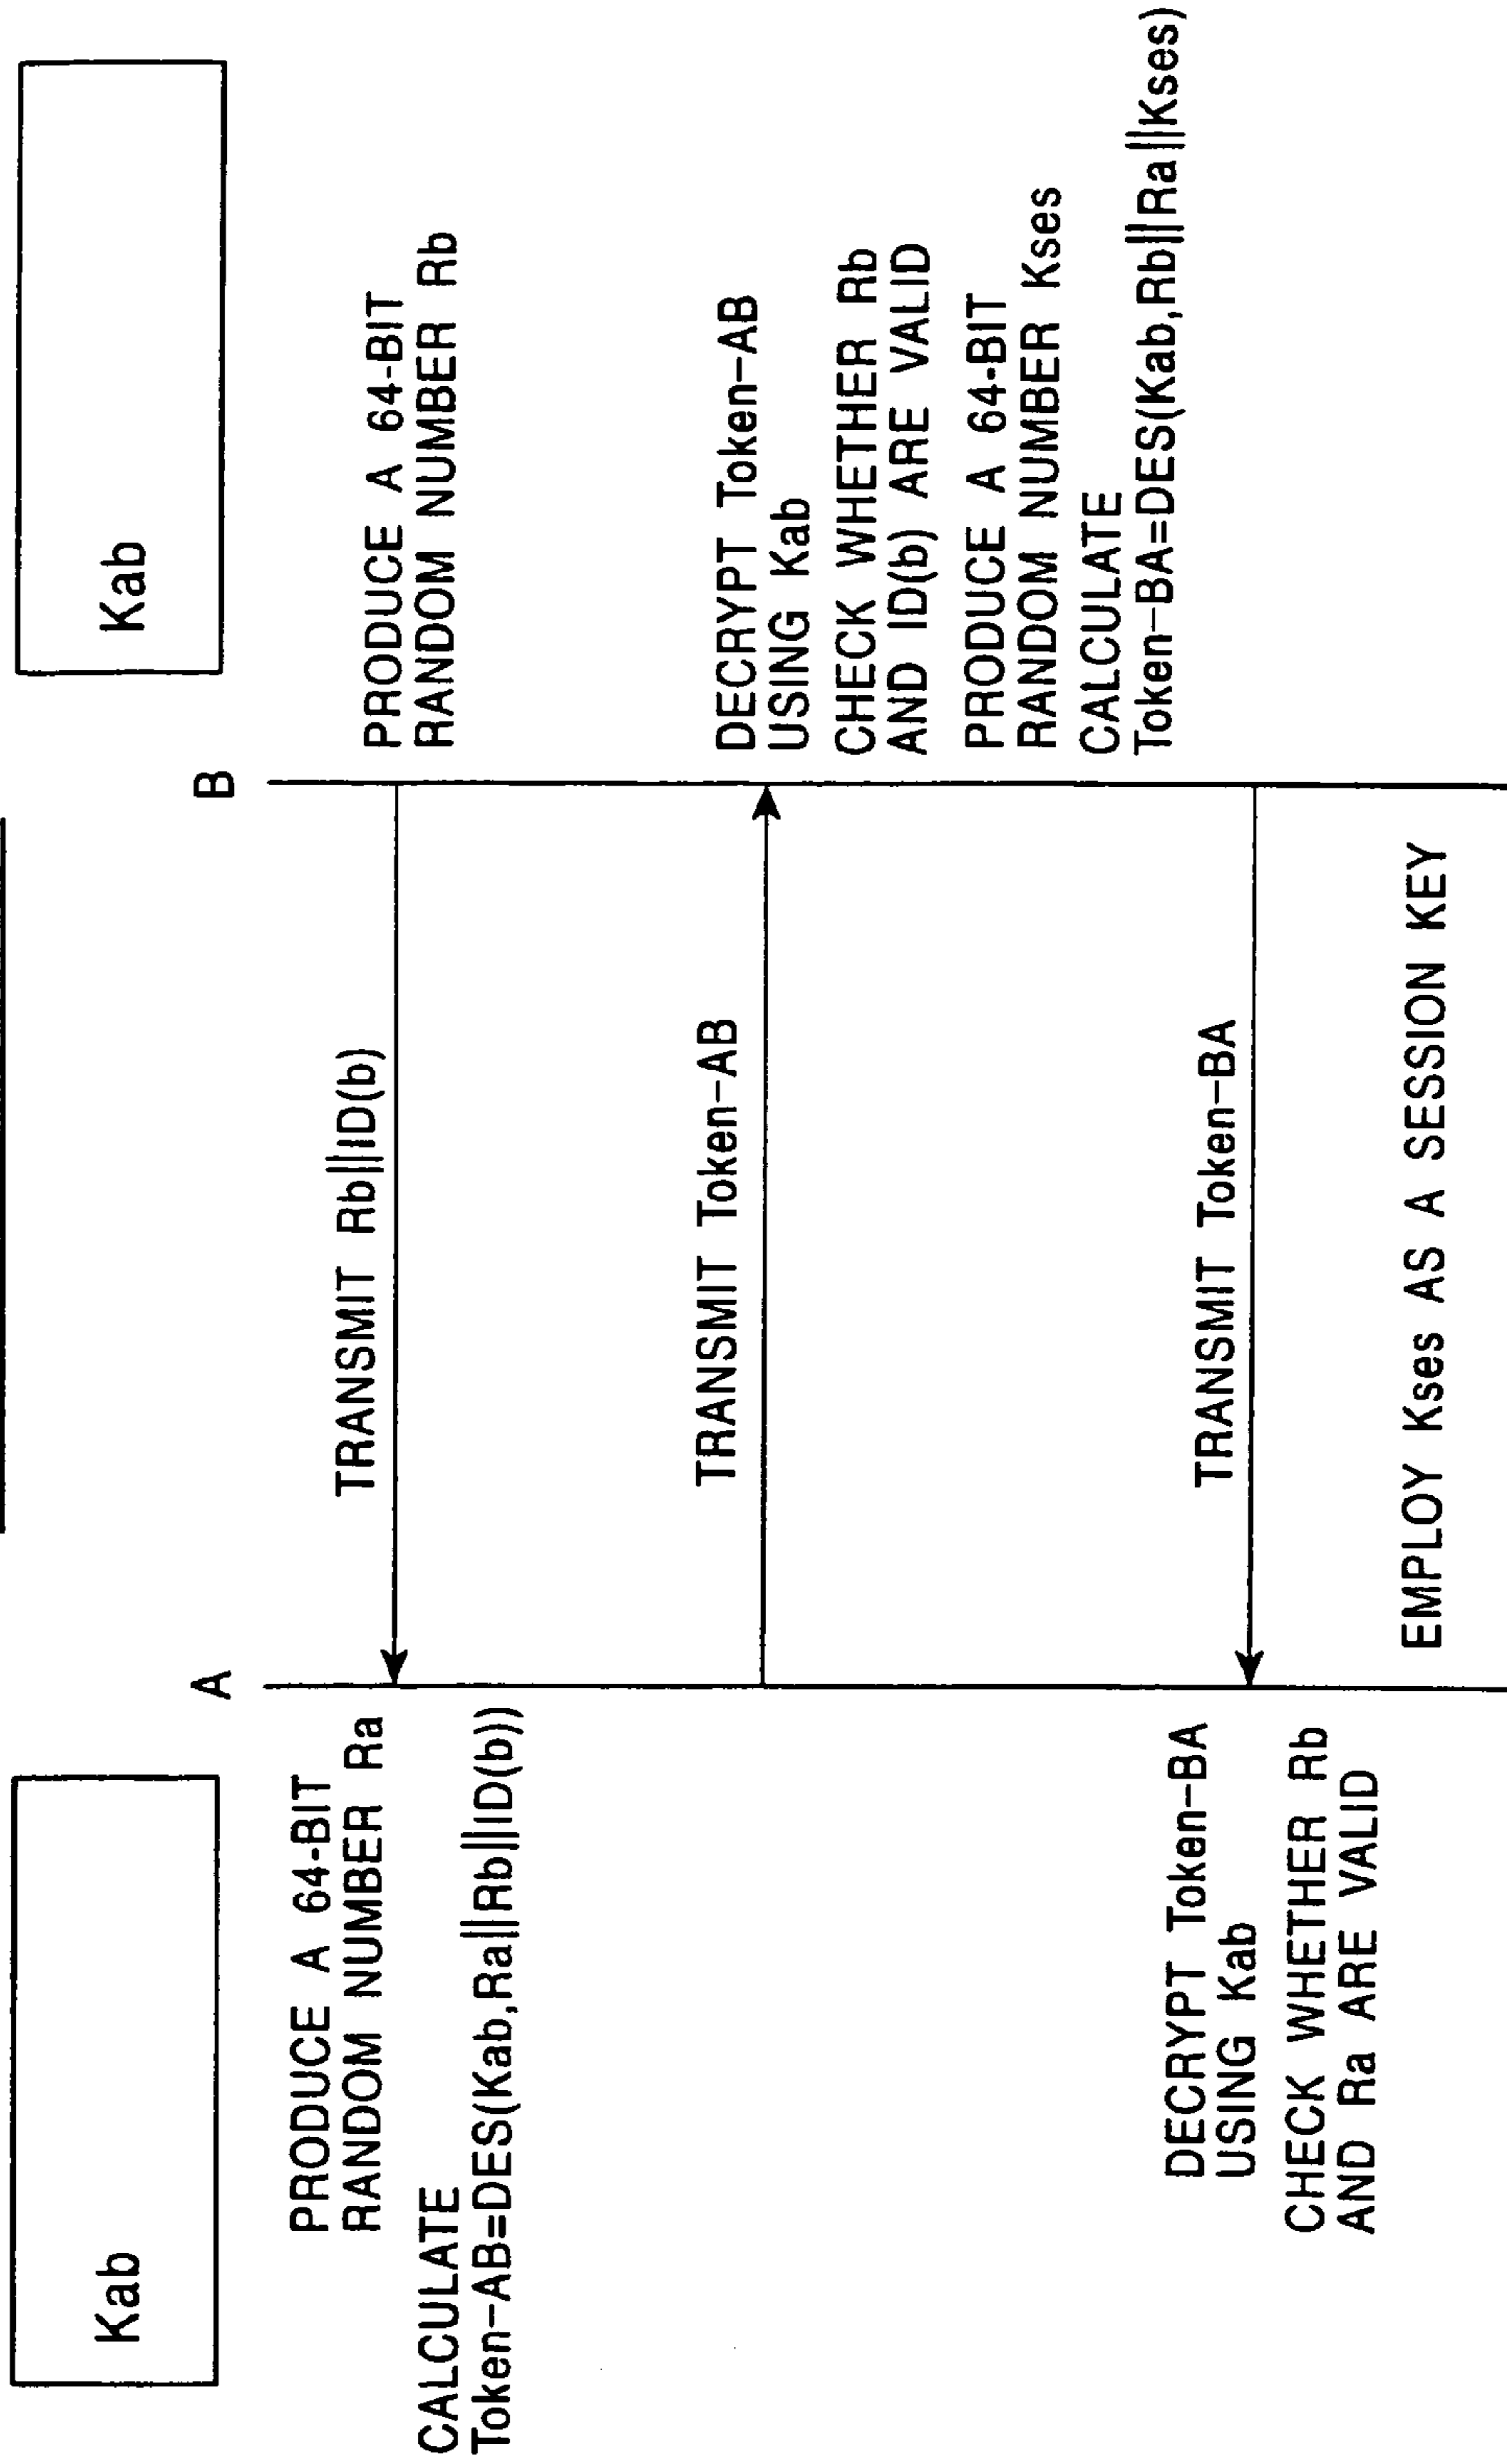 Kab
Kab
A
B
PRODUCE A 64-BIT
RANDOM NUMBER Rb
TRANSMIT Rb||ID(b)
PRODUCE A 64-BIT
RANDOM NUMBER Ra
CALCULATE
Token-AB=DES(Kab,Ra||Rb||ID(b))
TRANSMIT Token-AB
DECRYPT Token-AB
USING Kab
CHECK WHETHER Rb
AND ID(b) ARE VALID
PRODUCE A 64-BIT
RANDOM NUMBER Kses
CALCULATE
Token-BA=DES(Kab,Rb||Ra||Kses)
TRANSMIT Token-BA
DECRYPT Token-BA
USING Kab
CHECK WHETHER Rb
AND Ra ARE VALID
EMPLOY Kses AS A SESSION KEY